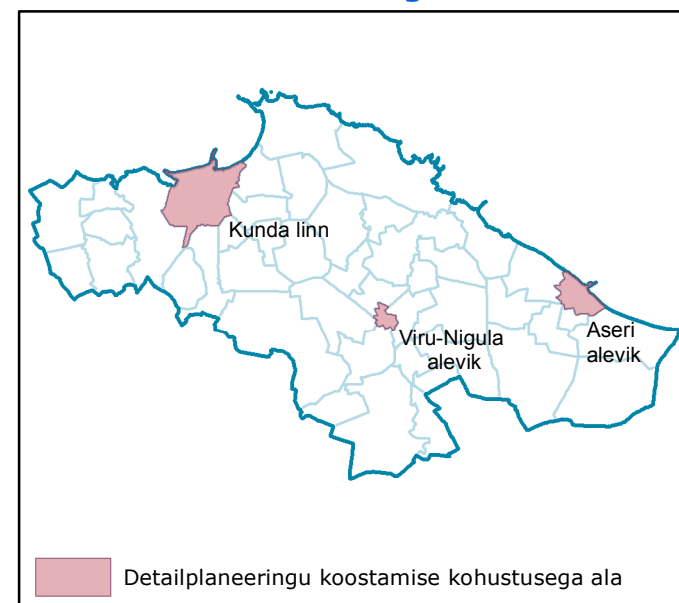 Kunda linn
Viru-Nigula
alevik
Aseri
alevik
Detailplaneeringu koostamise kohustusega ala